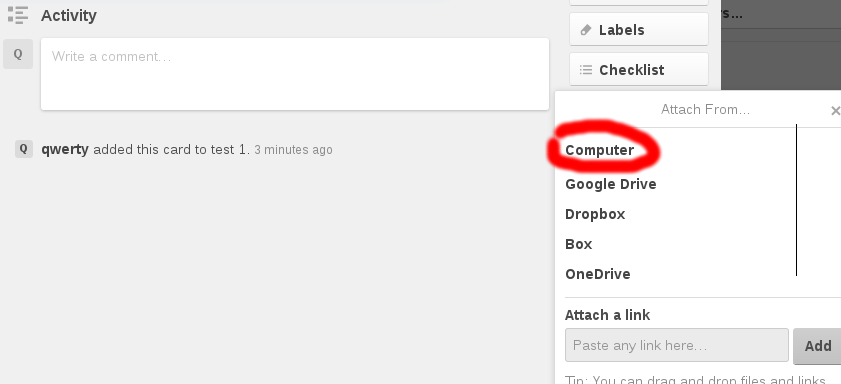 Activity
Q
Write a comment...
Q qwerty added this card to test 1. 3 minutes ago
Labels
Checklist
Attach From...
×
Computer
Google Drive
Dropbox
Box
OneDrive
Attach a link
Paste any link here...
Add
Tip: You can drag and drop files and links